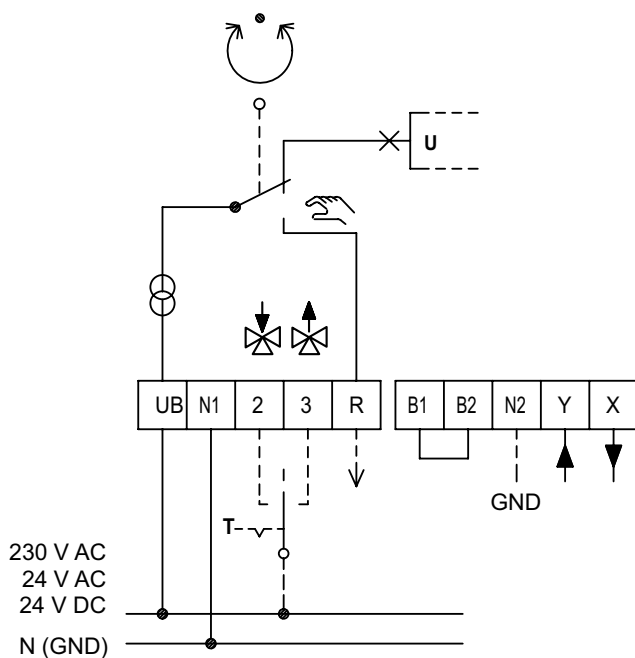 U
UB N1 2 3 R B1 B2 N2 Y X
GND
T
230 V AC
24 V AC
24 V DC
N (GND)